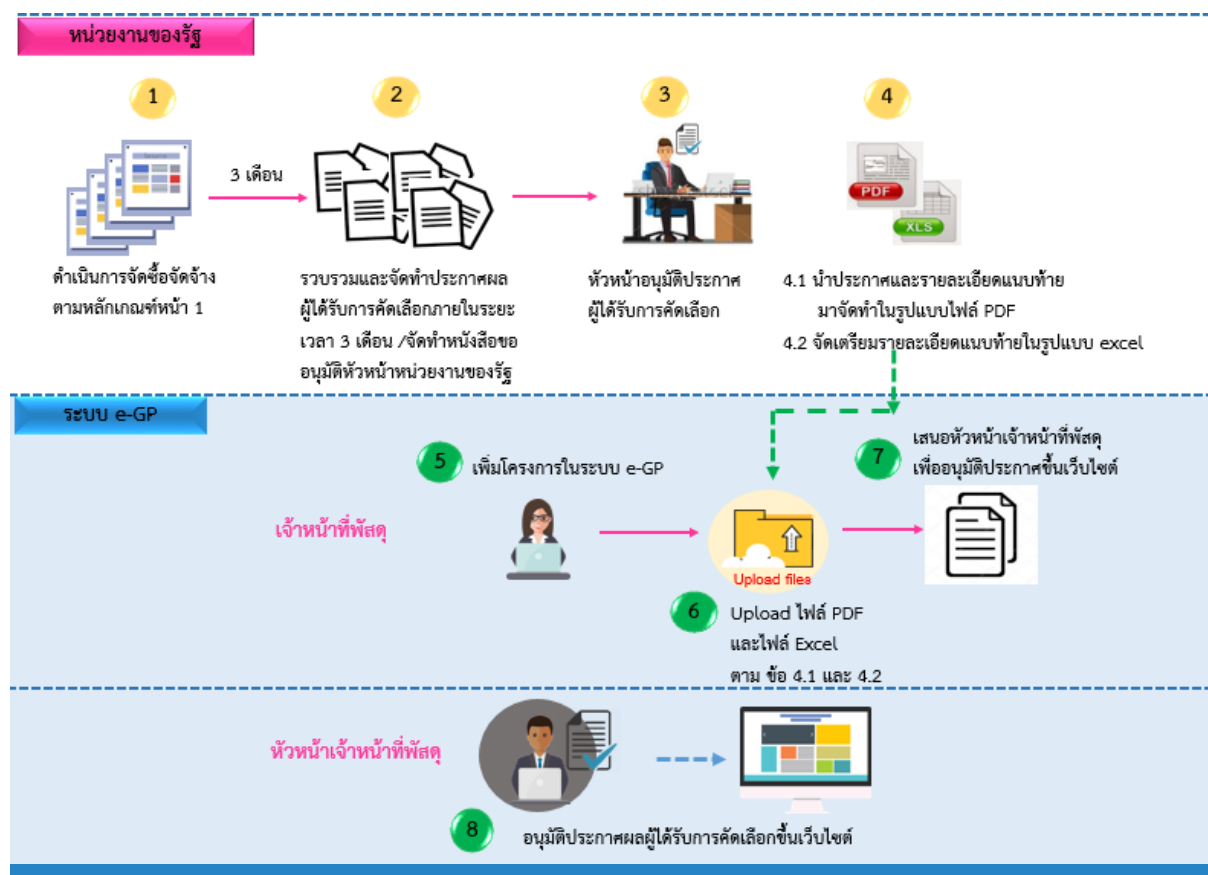 หน่วยงานของรัฐ
1
2
3
4
3 เดือน
PDF
XLS
ดำเนินการจัดซื้อจัดจ้าง
ตามหลักเกณฑ์หน้า 1
รวบรวมและจัดทำประกาศผล
ผู้ได้รับการคัดเลือกภายในระยะ
เวลา 3 เดือน /จัดทำหนังสือขอ
อนุมัติหัวหน้าหน่วยงานของรัฐ
หัวหน้าอนุมัติประกาศ
ผู้ได้รับการคัดเลือก
4.1 นำประกาศและรายละเอียดแนบท้าย
มาจัดทำในรูปแบบไฟล์ PDF
4.2 จัดเตรียมรายละเอียดแนบท้ายในรูปแบบ excel
ระบบ e-GP
5
เพิ่มโครงการในระบบ e-GP
7
เสนอหัวหน้าเจ้าหน้าที่พัสดุ
เพื่ออนุมัติประกาศขึ้นเว็บไซต์
เจ้าหน้าที่พัสดุ
Upload files
6
Upload ไฟล์ PDF
และไฟล์ Excel
ตาม ข้อ 4.1 และ 4.2
หัวหน้าเจ้าหน้าที่พัสดุ
8
อนุมัติประกาศผลผู้ได้รับการคัดเลือกขึ้นเว็บไซต์